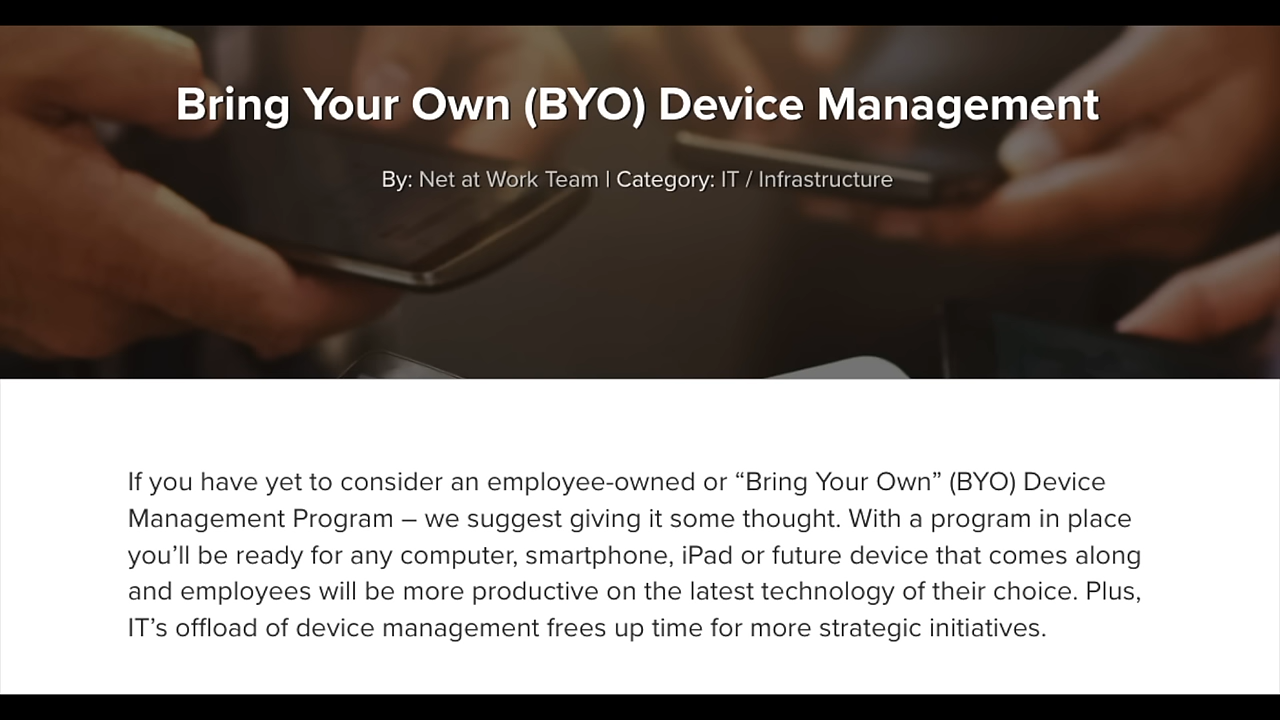 Bring Your Own (BYO) Device Management
By: Net at Work Team | Category: IT / Infrastructure
If you have yet to consider an employee-owned or “Bring Your Own” (BYO) Device
Management Program – we suggest giving it some thought. With a program in place
you’ll be ready for any computer, smartphone, iPad or future device that comes along
and employees will be more productive on the latest technology of their choice. Plus,
IT’s offload of device management frees up time for more strategic initiatives.